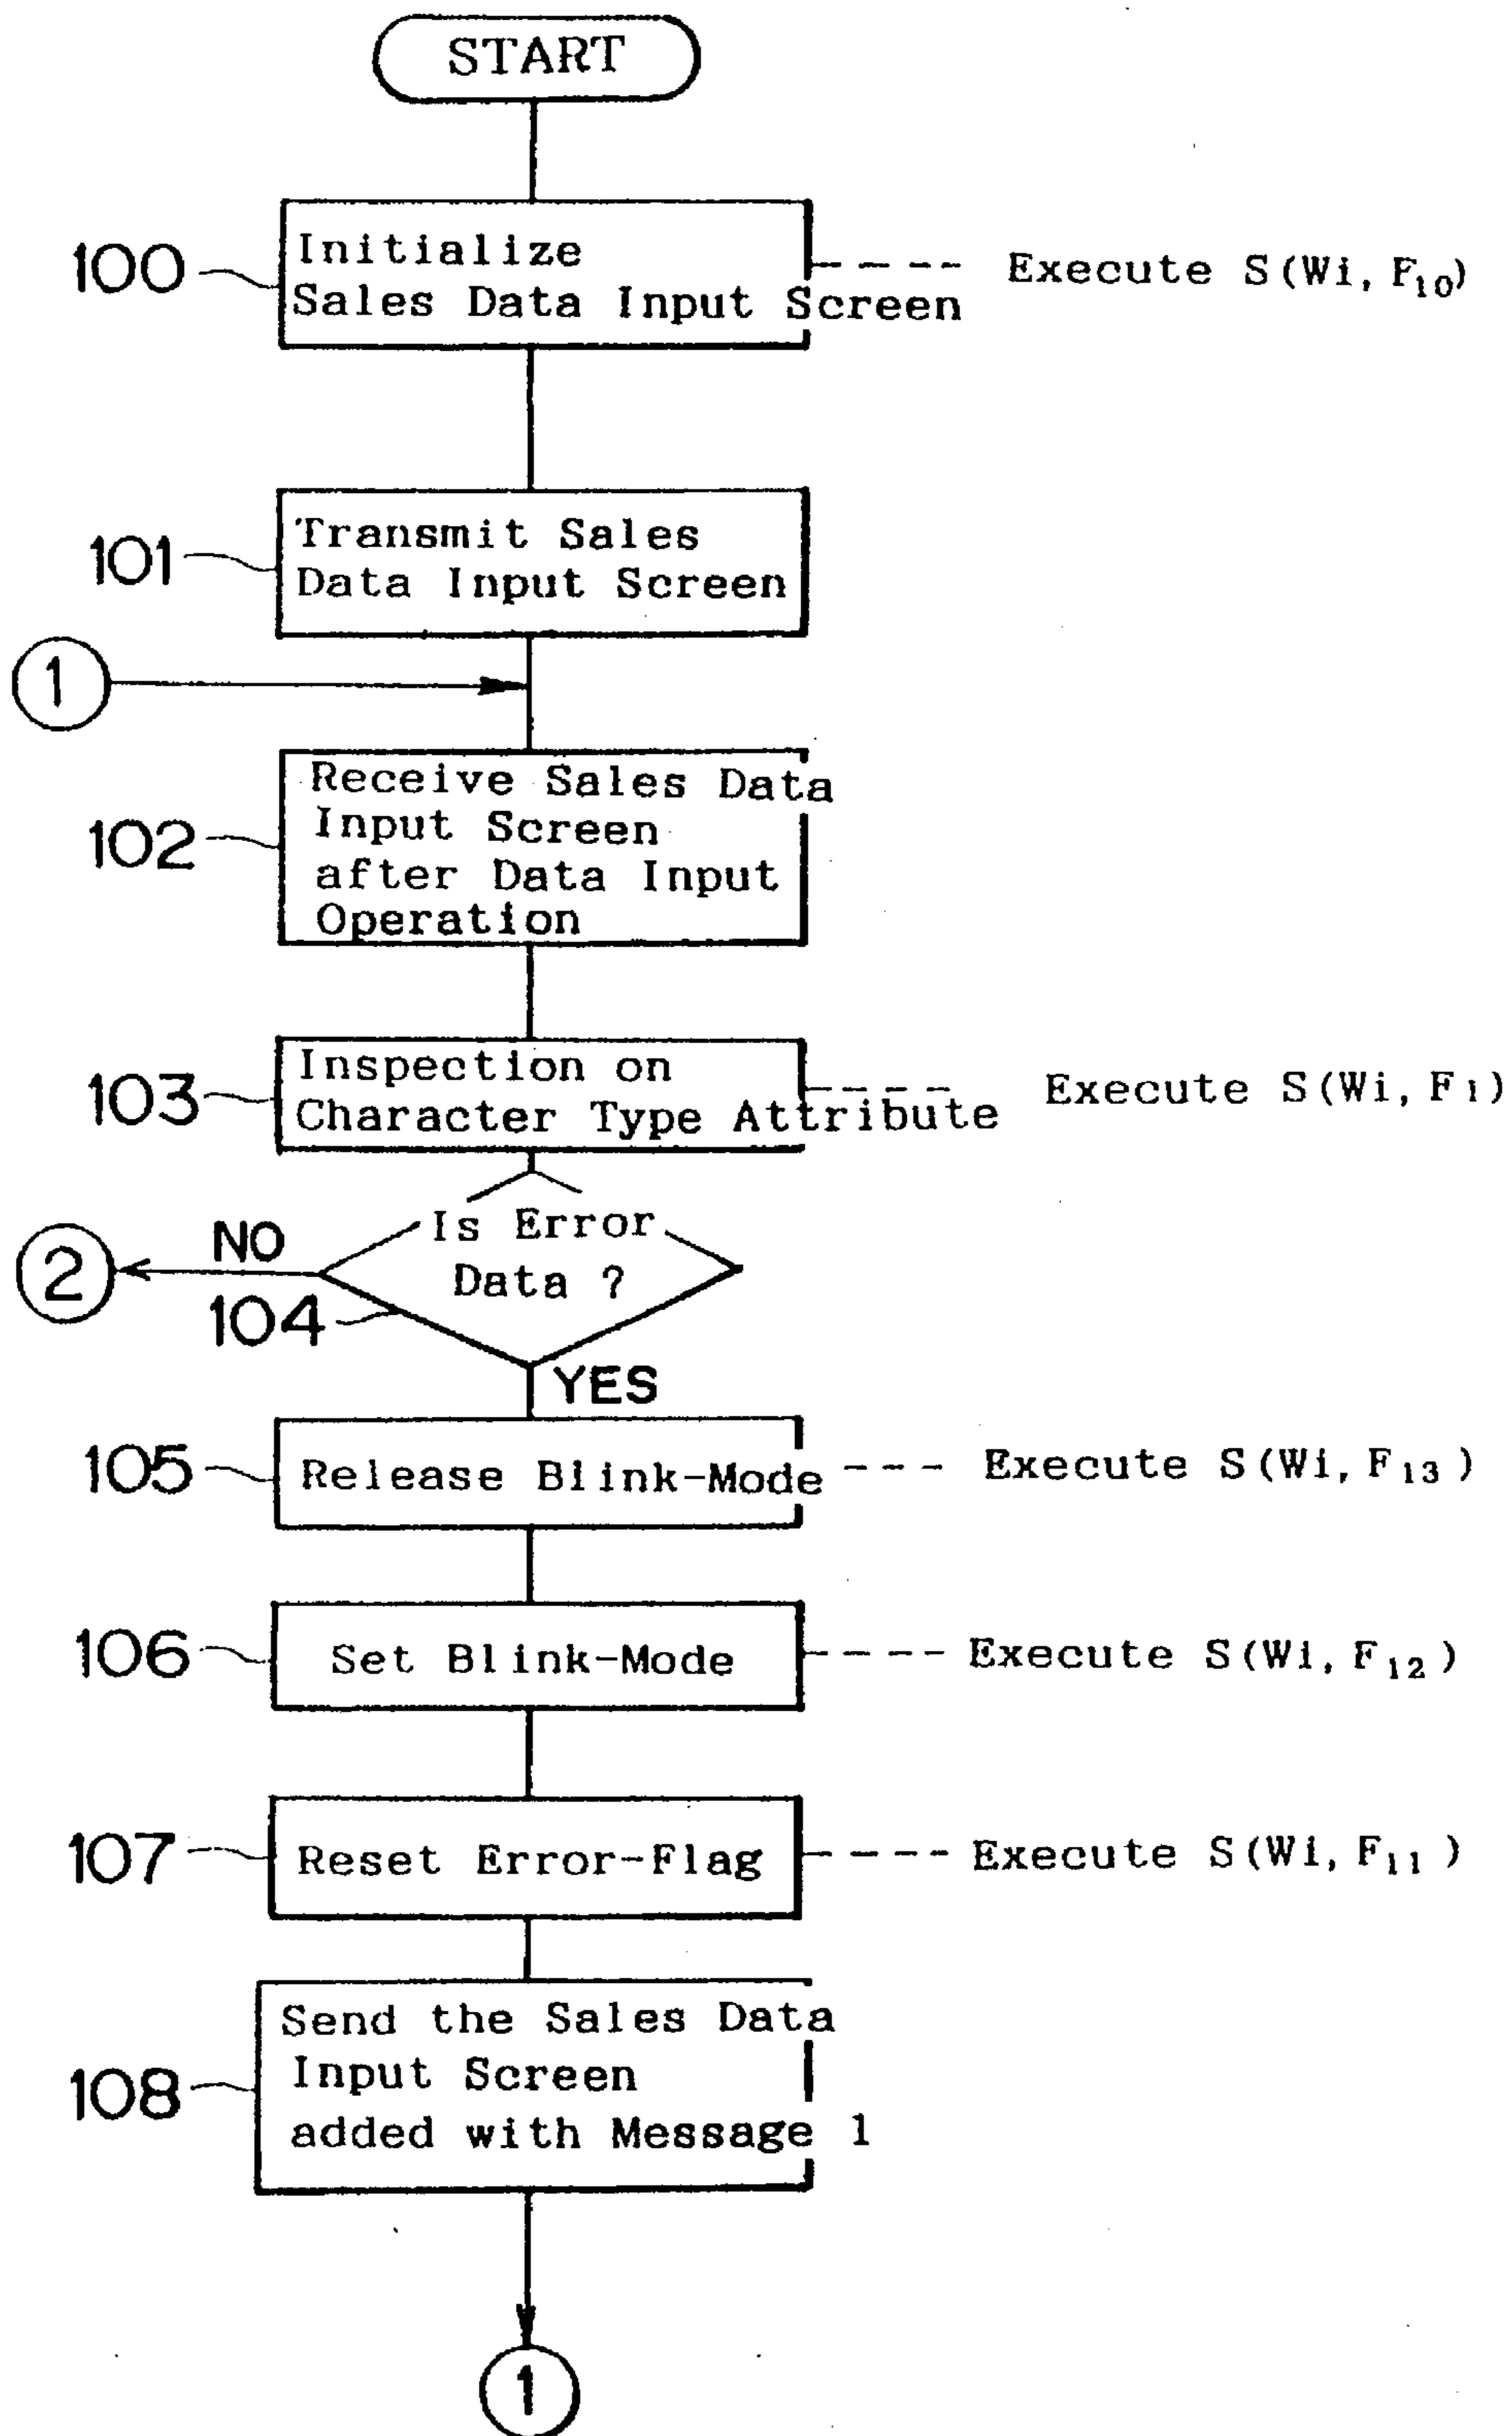 START
100
Initialize
Sales Data Input Screen
Execute S(Wi, F₁₀)
101
Transmit Sales
Data Input Screen
1
102
Receive Sales Data
Input Screen
after Data Input
Operation
103
Inspection on
Character Type Attribute
Execute S(Wi, F₁)
Is Error
Data ?
NO
2
104
YES
105
Release Blink-Mode
Execute S(Wi, F₁₃)
106
Set Blink-Mode
Execute S(Wi, F₁₂)
107
Reset Error-Flag
Execute S(Wi, F₁₁)
108
Send the Sales Data
Input Screen
added with Message 1
1